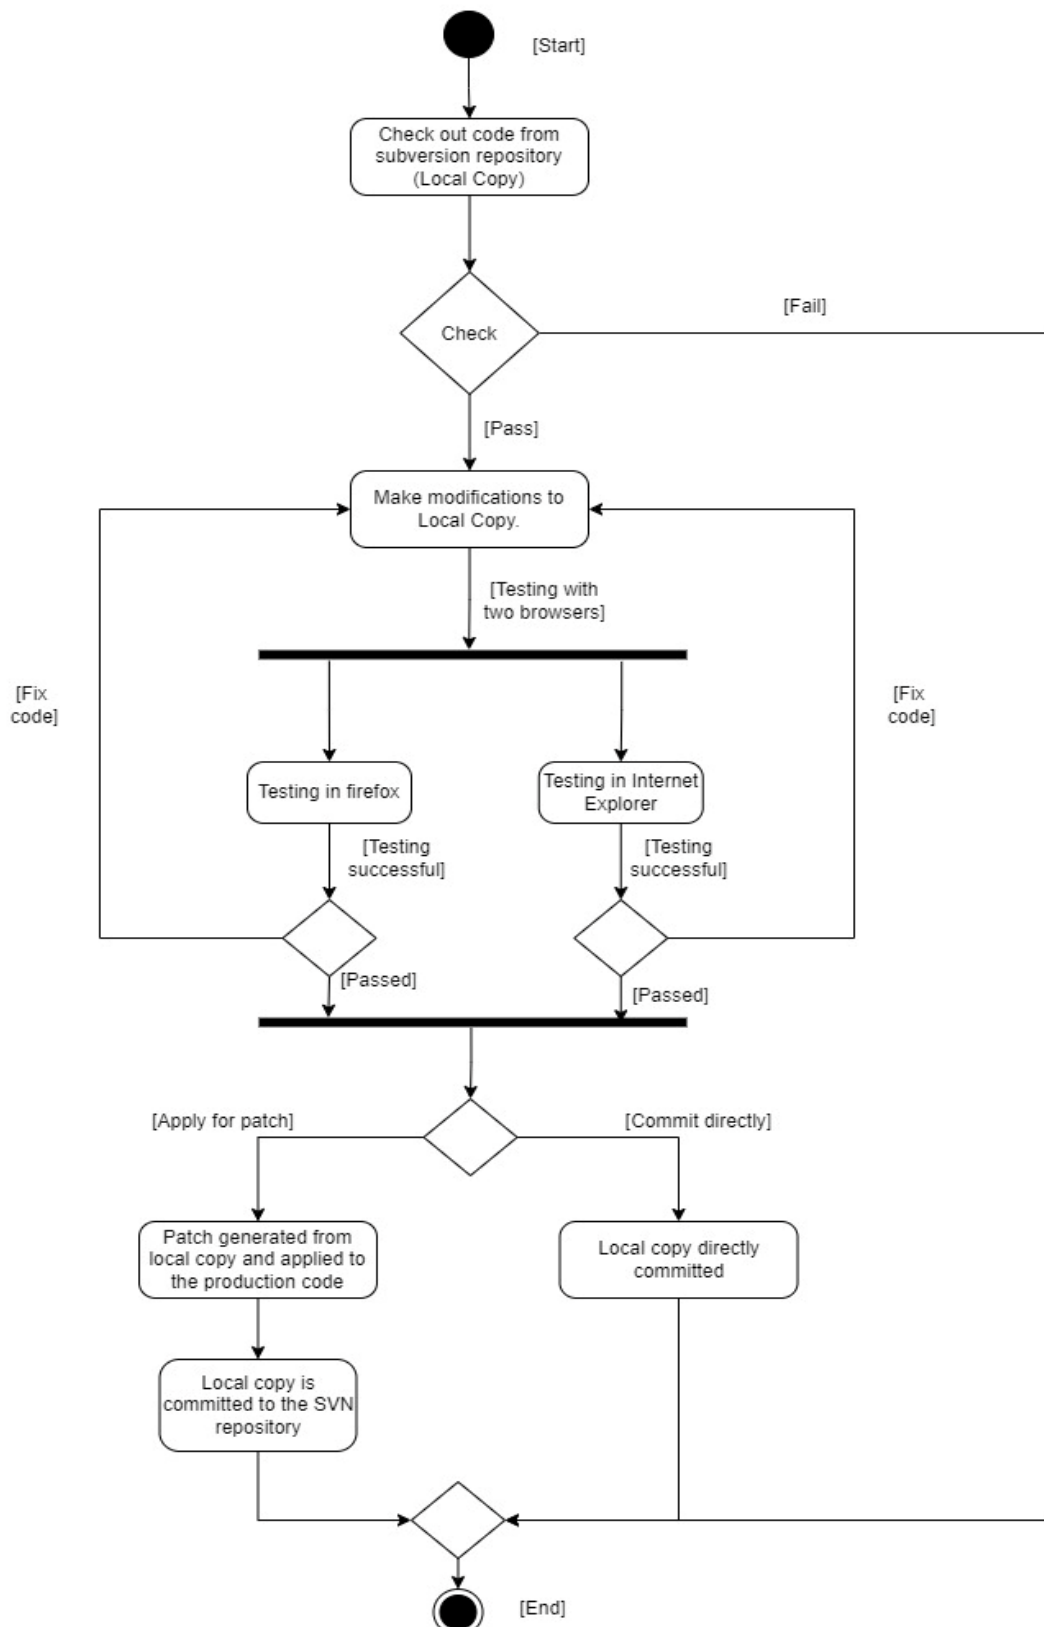 [Start]
Check out code from
subversion repository
(Local Copy)
[Fail]
Check
[Pass]
Make modifications to
Local Copy.
[Testing with
two browsers]
[Fix
code]
[Fix
code]
Testing in firefox
Testing in Internet
Explorer
[Testing
successful]
[Testing
successful]
[Passed]
[Passed]
[Apply for patch]
[Commit directly]
Patch generated from
local copy and applied to
the production code
Local copy directly
committed
Local copy is
committed to the SVN
repository
[End]